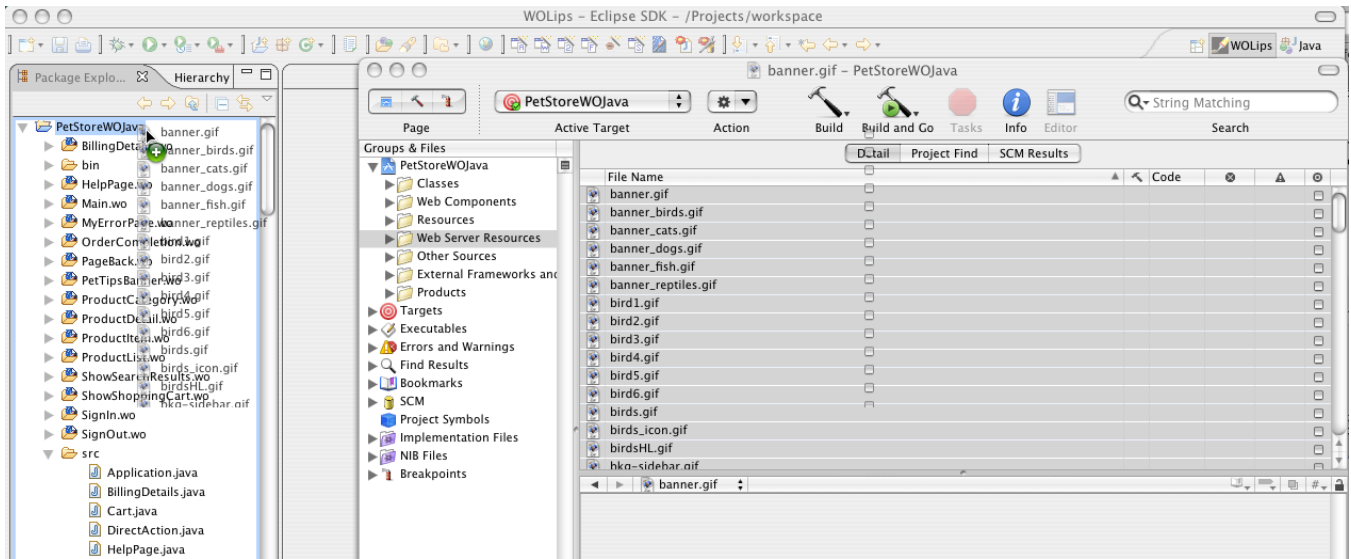 WOLips – Eclipse SDK – /Projects/workspace
WOLips
Java
Package Explo...
Hierarchy
PetStoreWOJava
bin
HelpPage.wo
Main.wo
MyErrorPage.wo
PageBack.wo
SignIn.wo
SignOut.wo
src
Application.java
BillingDetails.java
Cart.java
DirectAction.java
HelpPage.java
banner.gif
banner_birds.gif
banner_cats.gif
banner_dogs.gif
banner_fish.gif
banner_reptiles.gif
bird1.gif
bird2.gif
bird3.gif
bird4.gif
bird5.gif
bird6.gif
birds.gif
birds_icon.gif
birdsHL.gif
bkg-sidebar.gif
BillingDetails.wo
OrderCompletion.wo
PetTipsBanner.wo
ProductCategory.wo
ProductDetail.wo
ProductItem.wo
ProductList.wo
ShowSearchResults.wo
ShowShoppingCart.wo
banner.gif – PetStoreWOJava
PetStoreWOJava
Page
Active Target
Action
Build
Build and Go
Tasks
Info
Editor
String Matching
Search
Groups & Files
PetStoreWOJava
Classes
Web Components
Resources
Web Server Resources
Other Sources
External Frameworks and
Products
Targets
Executables
Errors and Warnings
Find Results
Bookmarks
SCM
Project Symbols
Implementation Files
NIB Files
Breakpoints
Detail
Project Find
SCM Results
File Name
Code
banner.gif
banner_birds.gif
banner_cats.gif
banner_dogs.gif
banner_fish.gif
banner_reptiles.gif
bird1.gif
bird2.gif
bird3.gif
bird4.gif
bird5.gif
bird6.gif
birds.gif
birds_icon.gif
birdsHL.gif
bkg-sidebar.gif
banner.gif